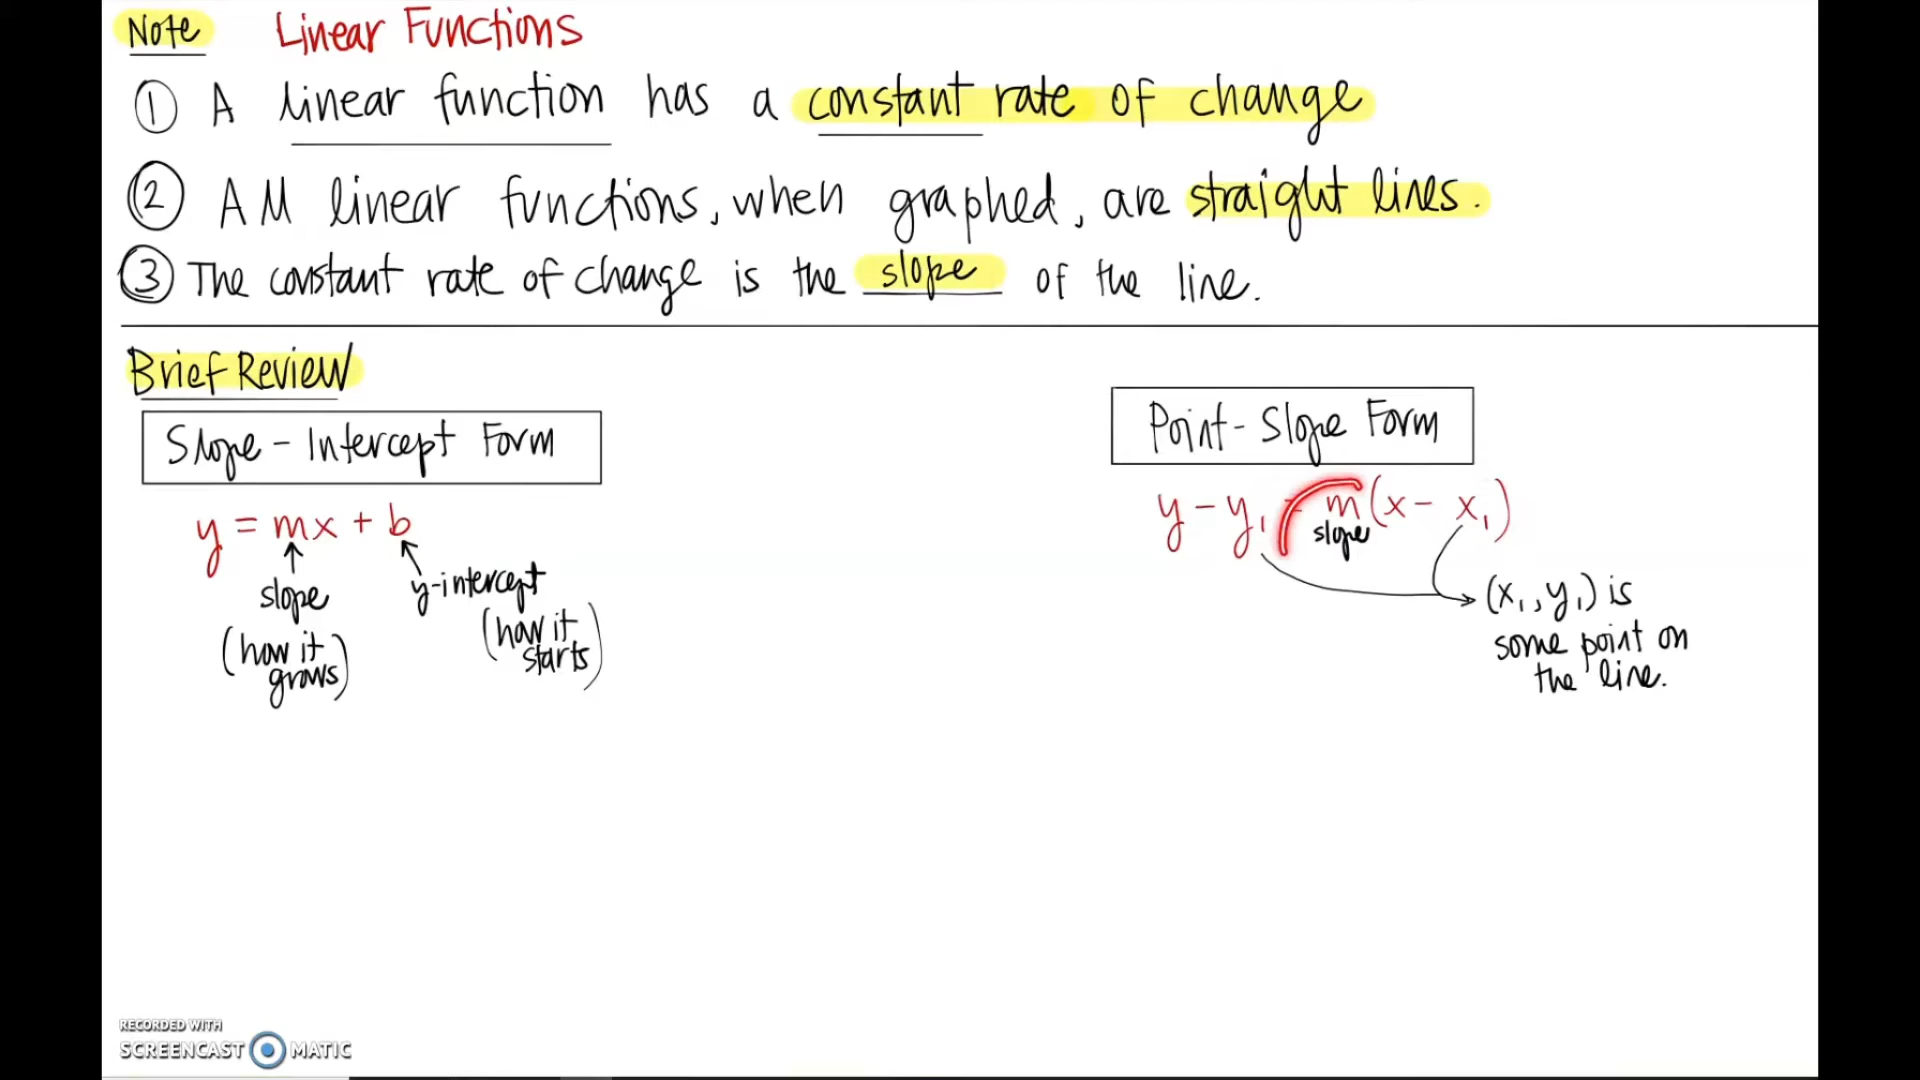 Note Linear Functions
① A linear function has a constant rate of change
② All linear functions, when graphed, are straight lines.
③ The constant rate of change is the slope of the line.
Brief Review
Slope - Intercept Form
y = mx + b
slope
(how it
grows)
y-intercept
(how it
starts)
Point - Slope Form
y - y₁ = m(x - x₁)
slope
(x₁, y₁) is
some point on
the line.
RECORDED WITH
SCREENCAST MATIC